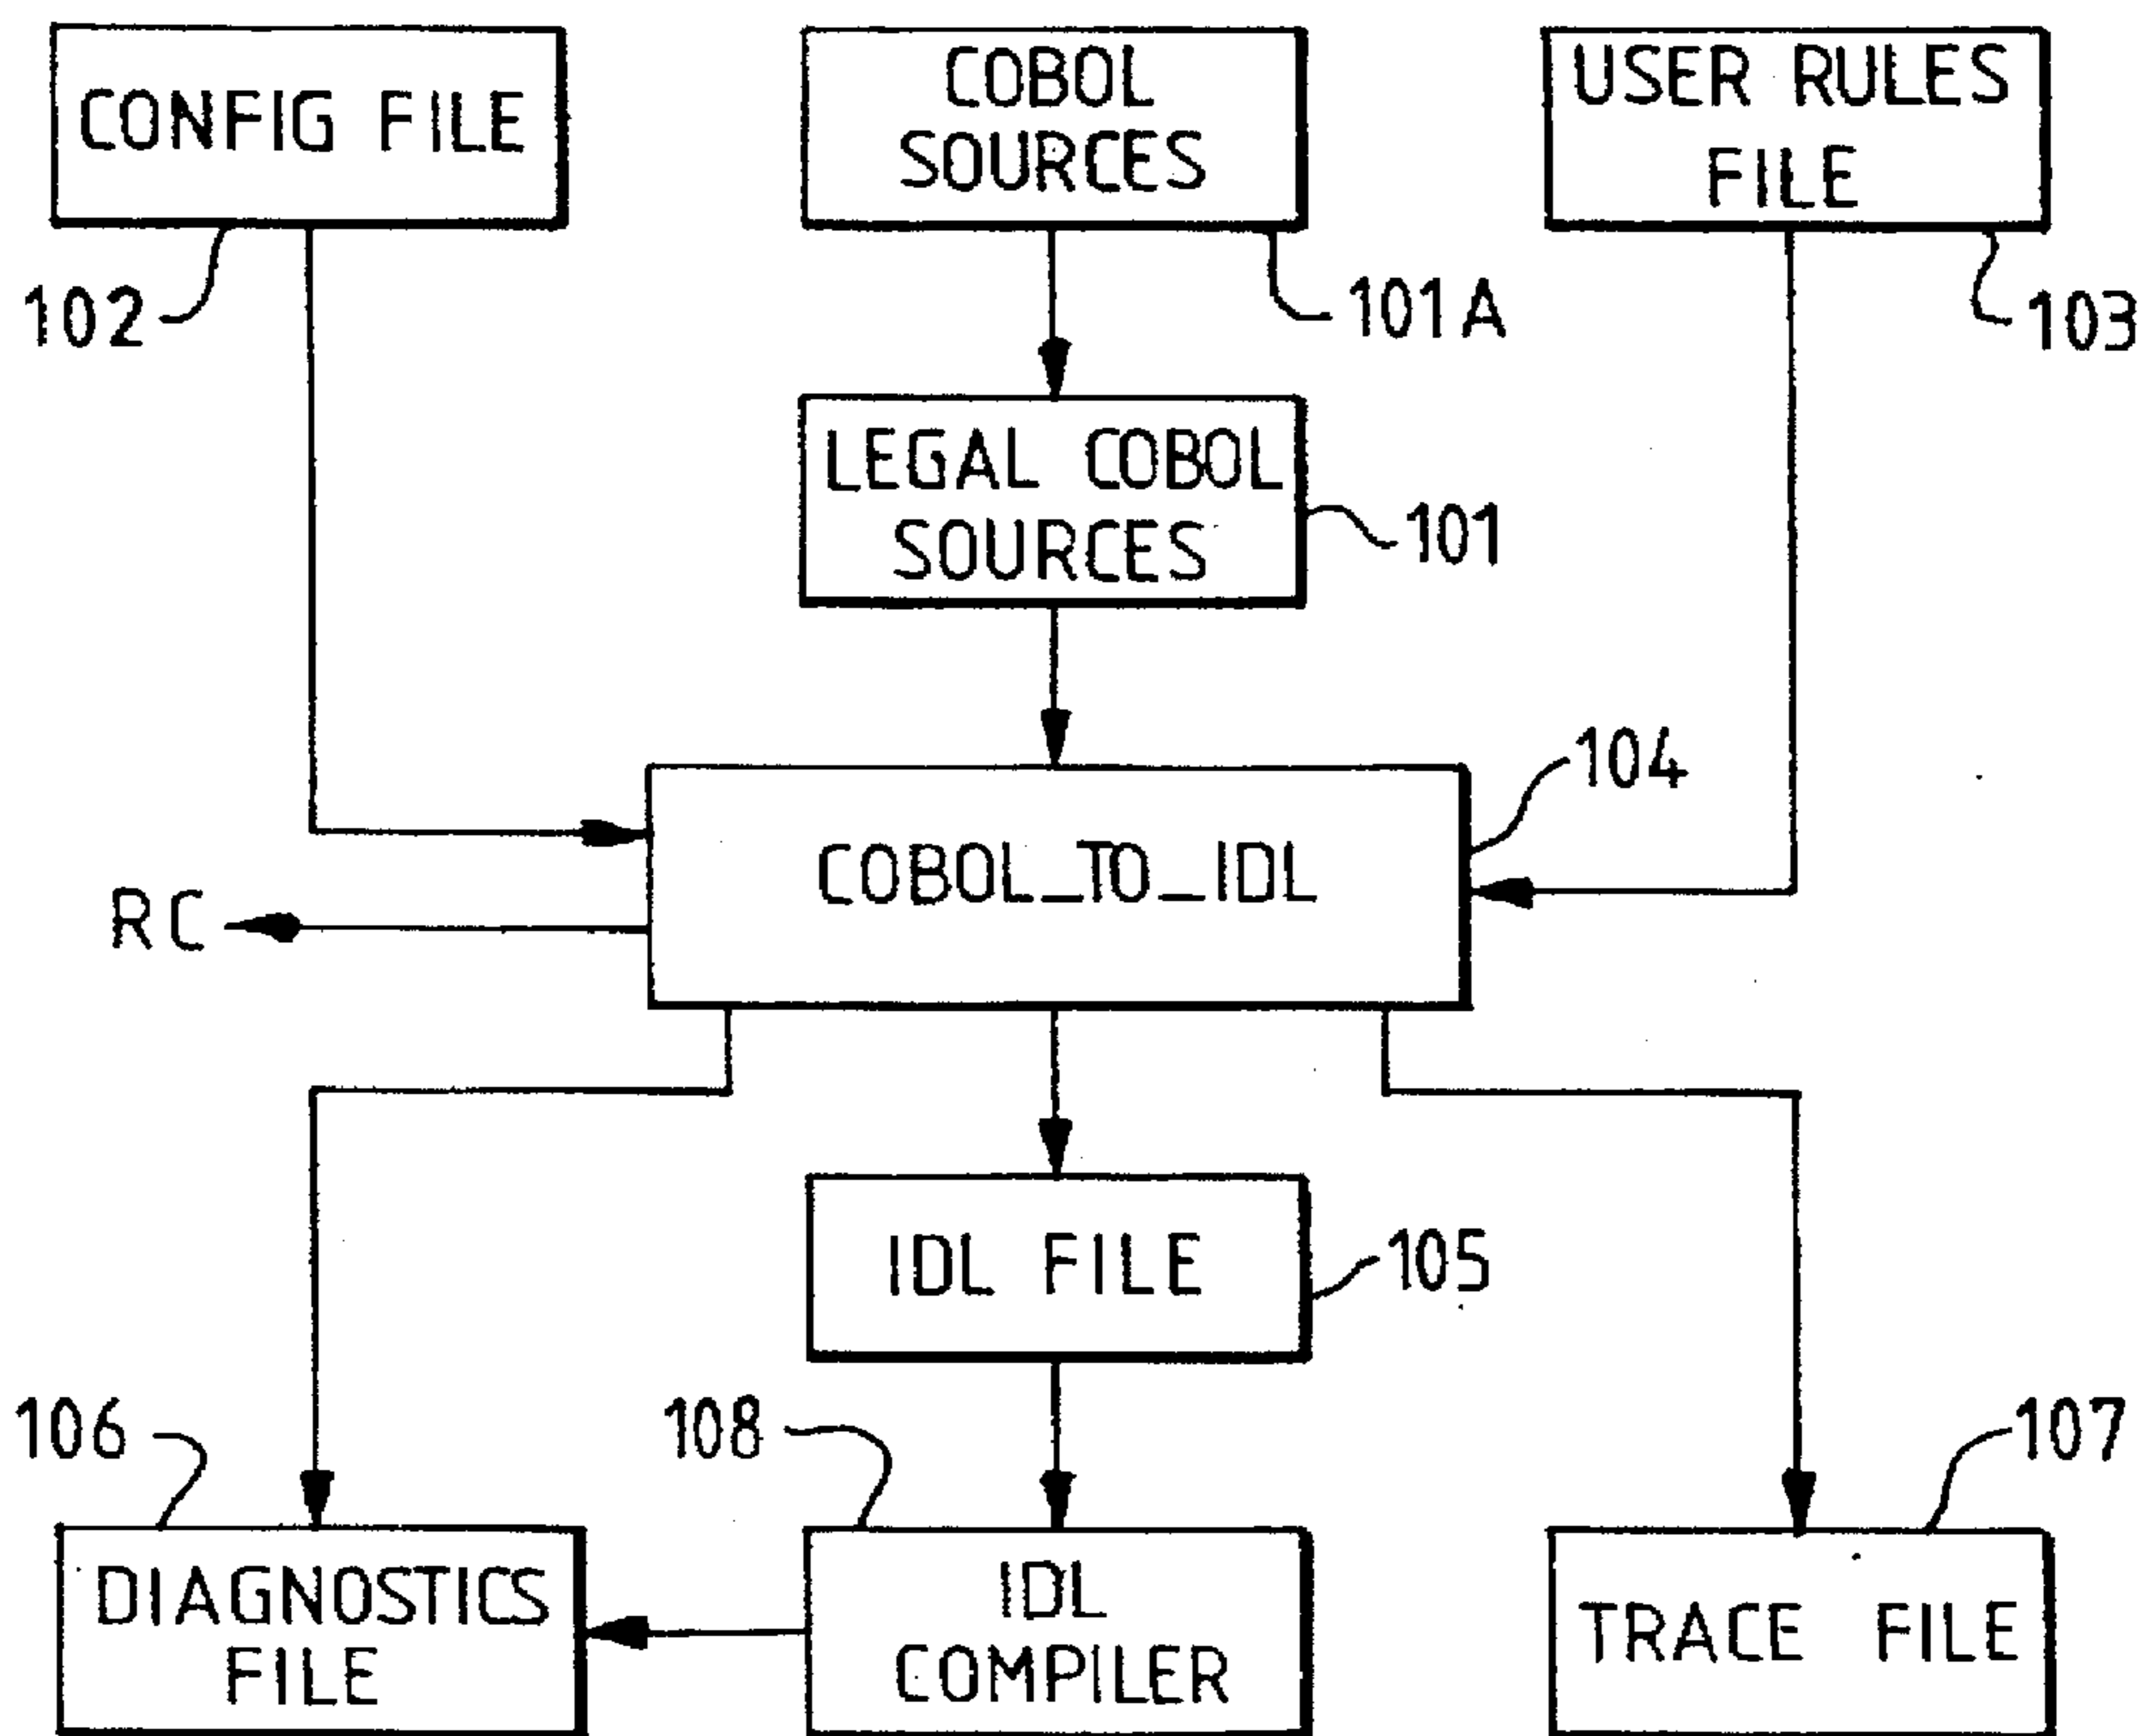 CONFIG FILE
COBOL
SOURCES
USER RULES
FILE
102
101A
103
LEGAL COBOL
SOURCES
101
104
COBOL_TO_IDL
RC
IDL FILE
105
106
108
107
DIAGNOSTICS
FILE
IDL
COMPILER
TRACE FILE